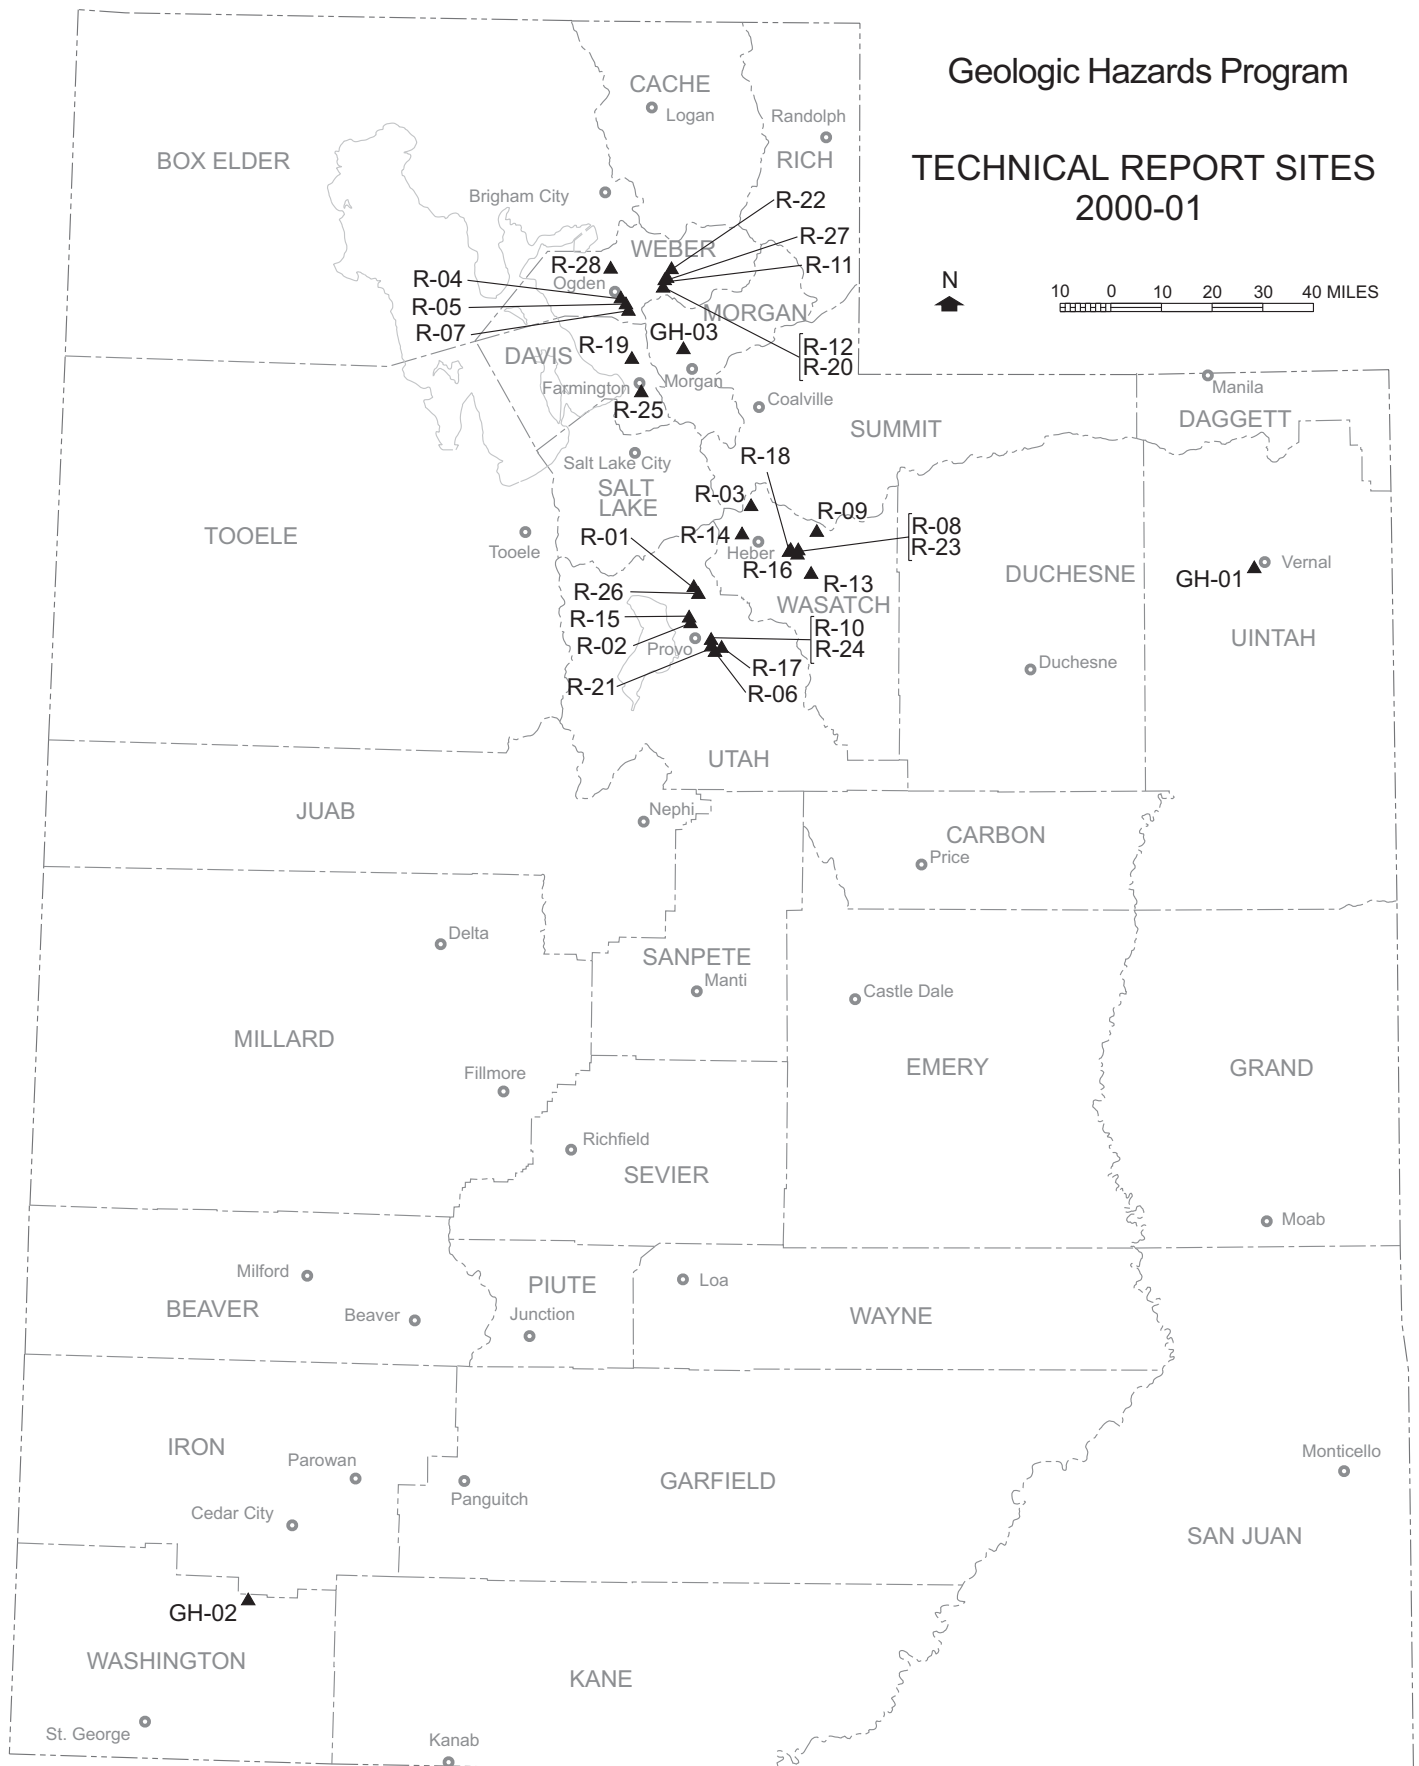 Geologic Hazards Program
TECHNICAL REPORT SITES
2000-01
N
10 0 10 20 30 40 MILES
CACHE
Logan
Randolph
RICH
BOX ELDER
Brigham City
R-22
R-27
R-11
WEBER
R-28
Ogden
R-04
R-05
R-07
MORGAN
GH-03
R-12
R-20
R-19
DAVIS
Morgan
Farmington
R-25
Coalville
Manila
DAGGETT
SUMMIT
Salt Lake City
SALT
LAKE
R-18
R-03
R-09
R-08
R-23
R-14
Heber
R-16
R-13
TOOELE
Tooele
R-01
R-26
R-15
R-02
Provo
R-21
WASATCH
R-10
R-24
R-17
R-06
DUCHESNE
Duchesne
Vernal
GH-01
UINTAH
UTAH
JUAB
Nephi
CARBON
Price
Delta
SANPETE
Manti
Castle Dale
MILLARD
Fillmore
EMERY
GRAND
Richfield
SEVIER
Moab
Milford
BEAVER
Beaver
PIUTE
Junction
Loa
WAYNE
IRON
Parowan
Cedar City
Panguitch
GARFIELD
Monticello
SAN JUAN
GH-02
WASHINGTON
St. George
KANE
Kanab